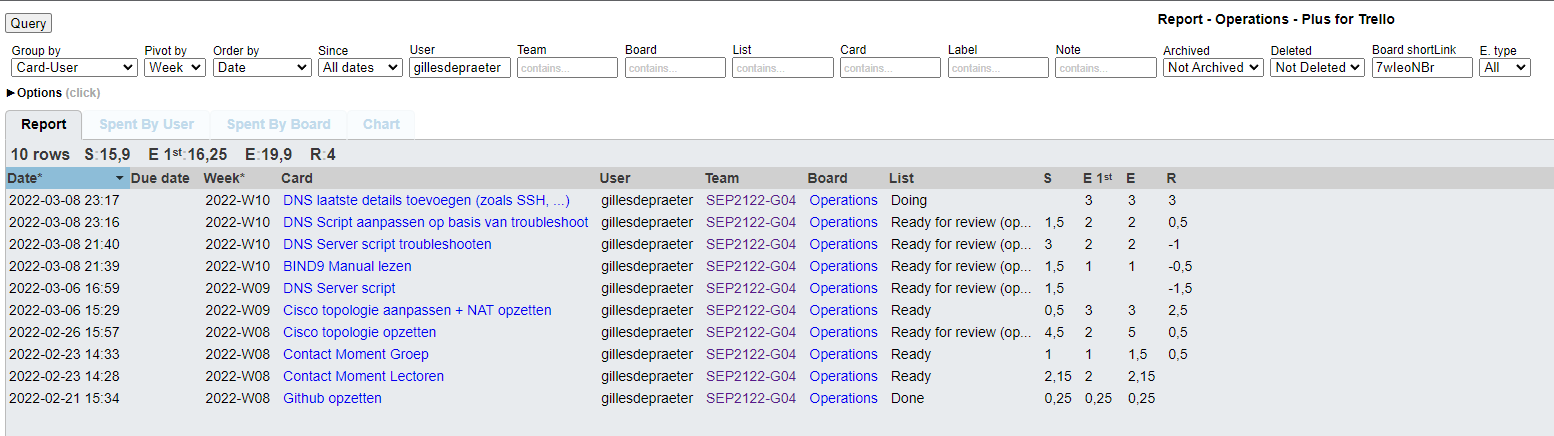 Report - Operations - Plus for Trello
Query
Group by Pivot by Order by Since User Team Board List Card Label Note Archived Deleted Board shortLink E. type
Card-User Week Date All dates gillesdepraeter contains... contains... contains... contains... contains... contains... Not Archived Not Deleted 7wIeoNBr All
▶Options (click)
Report Spent By User Spent By Board Chart
10 rows S:15,9 E 1st:16,25 E:19,9 R:4
Date* Due date Week* Card User Team Board List S E 1st E R
2022-03-08 23:17 2022-W10 DNS laatste details toevoegen (zoals SSH, ...) gillesdepraeter SEP2122-G04 Operations Doing 3 3 3
2022-03-08 23:16 2022-W10 DNS Script aanpassen op basis van troubleshoot gillesdepraeter SEP2122-G04 Operations Ready for review (op... 1,5 2 2 0,5
2022-03-08 21:40 2022-W10 DNS Server script troubleshooten gillesdepraeter SEP2122-G04 Operations Ready for review (op... 3 2 2 -1
2022-03-08 21:39 2022-W10 BIND9 Manual lezen gillesdepraeter SEP2122-G04 Operations Ready for review (op... 1,5 1 1 -0,5
2022-03-06 16:59 2022-W09 DNS Server script gillesdepraeter SEP2122-G04 Operations Ready for review (op... 1,5 -1,5
2022-03-06 15:29 2022-W09 Cisco topologie aanpassen + NAT opzetten gillesdepraeter SEP2122-G04 Operations Ready 0,5 3 3 2,5
2022-02-26 15:57 2022-W08 Cisco topologie opzetten gillesdepraeter SEP2122-G04 Operations Ready for review (op... 4,5 2 5 0,5
2022-02-23 14:33 2022-W08 Contact Moment Groep gillesdepraeter SEP2122-G04 Operations Ready 1 1 1,5 0,5
2022-02-23 14:28 2022-W08 Contact Moment Lectoren gillesdepraeter SEP2122-G04 Operations Ready 2,15 2 2,15
2022-02-21 15:34 2022-W08 Github opzetten gillesdepraeter SEP2122-G04 Operations Done 0,25 0,25 0,25